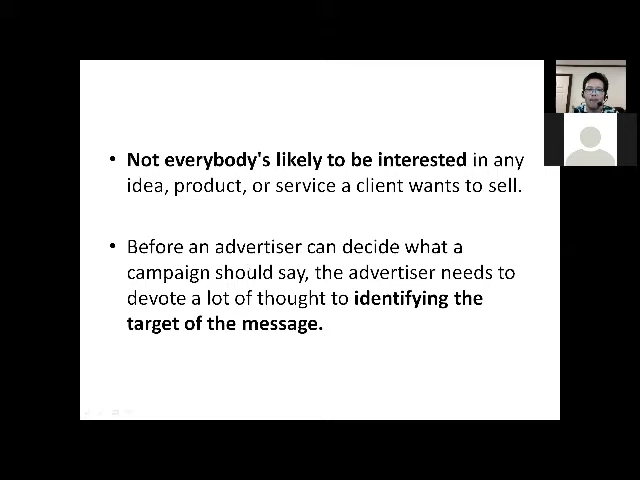 • Not everybody's likely to be interested in any
idea, product, or service a client wants to sell.
• Before an advertiser can decide what a
campaign should say, the advertiser needs to
devote a lot of thought to identifying the
target of the message.